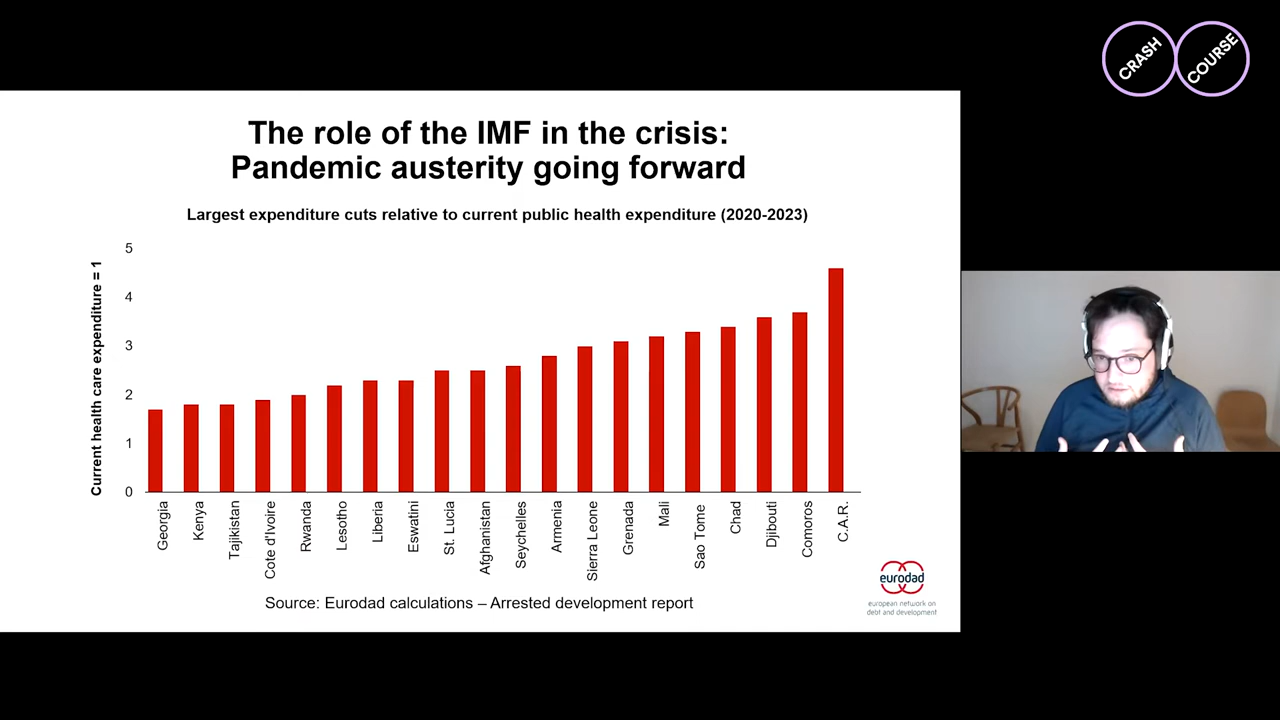 CRASH COURSE
The role of the IMF in the crisis:
Pandemic austerity going forward
Largest expenditure cuts relative to current public health expenditure (2020-2023)
Current health care expenditure = 1
5
4
3
2
1
0
Georgia
Kenya
Tajikistan
Cote d'Ivoire
Rwanda
Lesotho
Liberia
Eswatini
St. Lucia
Afghanistan
Seychelles
Armenia
Sierra Leone
Grenada
Mali
Sao Tome
Chad
Djibouti
Comoros
C.A.R.
Source: Eurodad calculations – Arrested development report
eurodad
european network on
debt and development